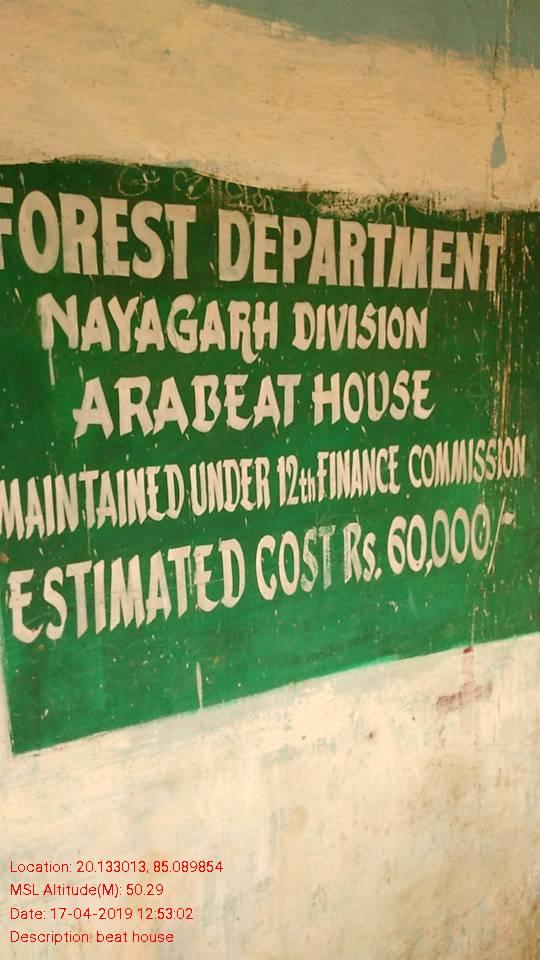 FOREST DEPARTMENT
NAYAGARH DIVISION
ARABEAT HOUSE
MAINTAINED UNDER 12th FINANCE COMMISSION
ESTIMATED COST Rs. 60,000/-
Location: 20.133013, 85.089854
MSL Altitude(M): 50.29
Date: 17-04-2019 12:53:02
Description: beat house